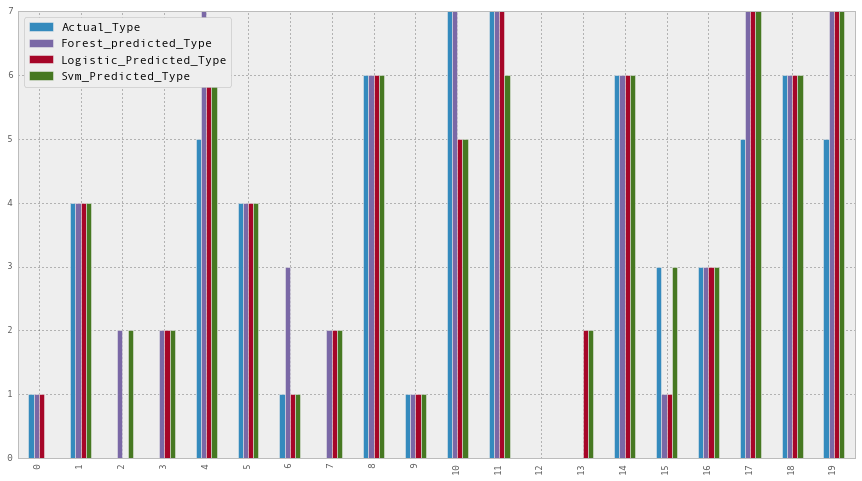 7
6
5
4
3
2
1
0
Actual_Type
Forest_predicted_Type
Logistic_Predicted_Type
Svm_Predicted_Type
0 1 2 3 4 5 6 7 8 9 10 11 12 13 14 15 16 17 18 19